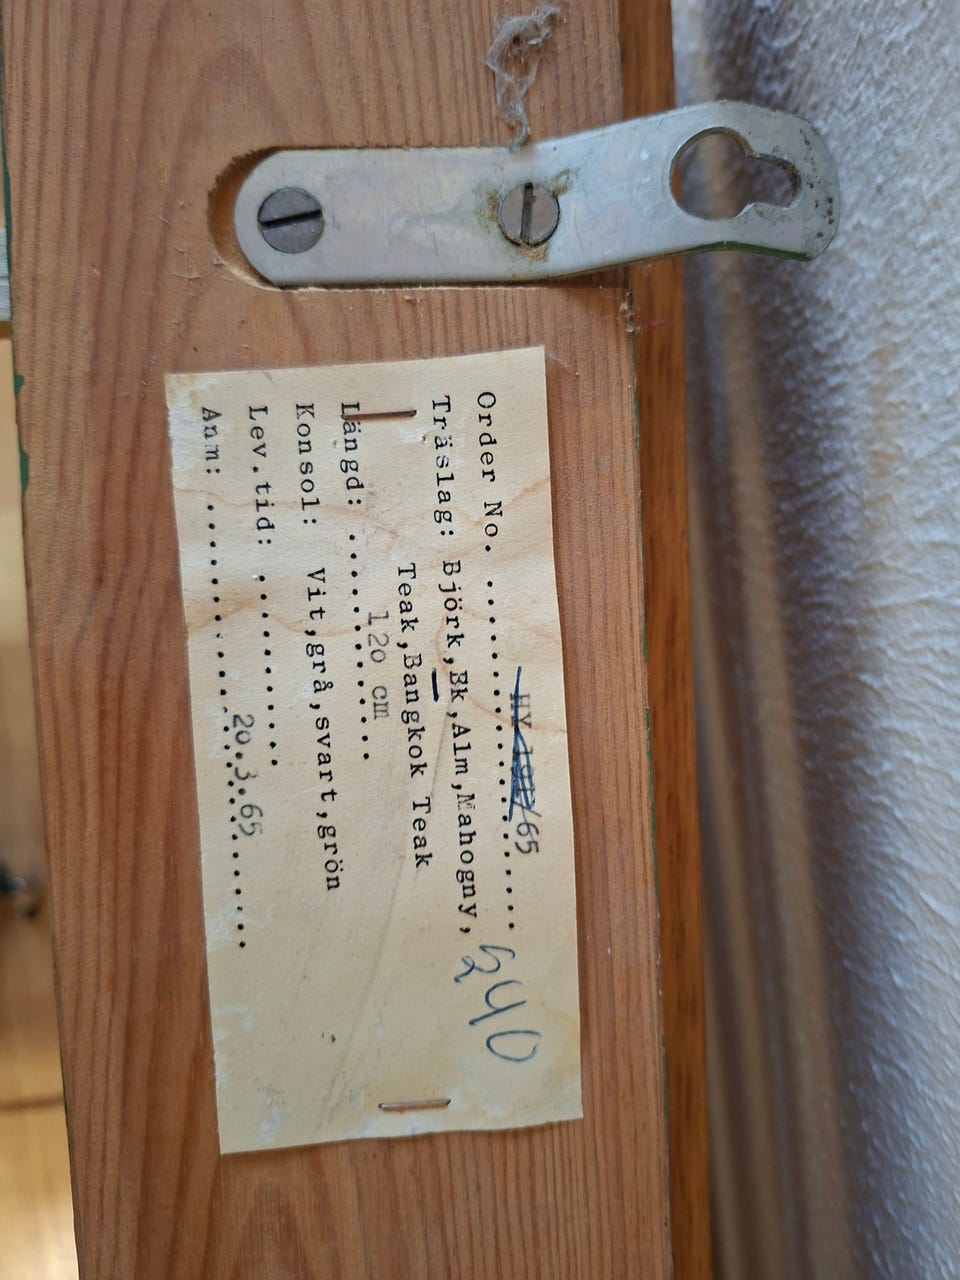 Order No. ............/65..........
Träslag: Björk,Ek,Alm,Mahogny, 540
Teak,Bangkok Teak
120 cm
Längd: ................
Konsol: Vit,grå,svart,grön
20.3.65
Lev.tid: .............
Anm: ................................